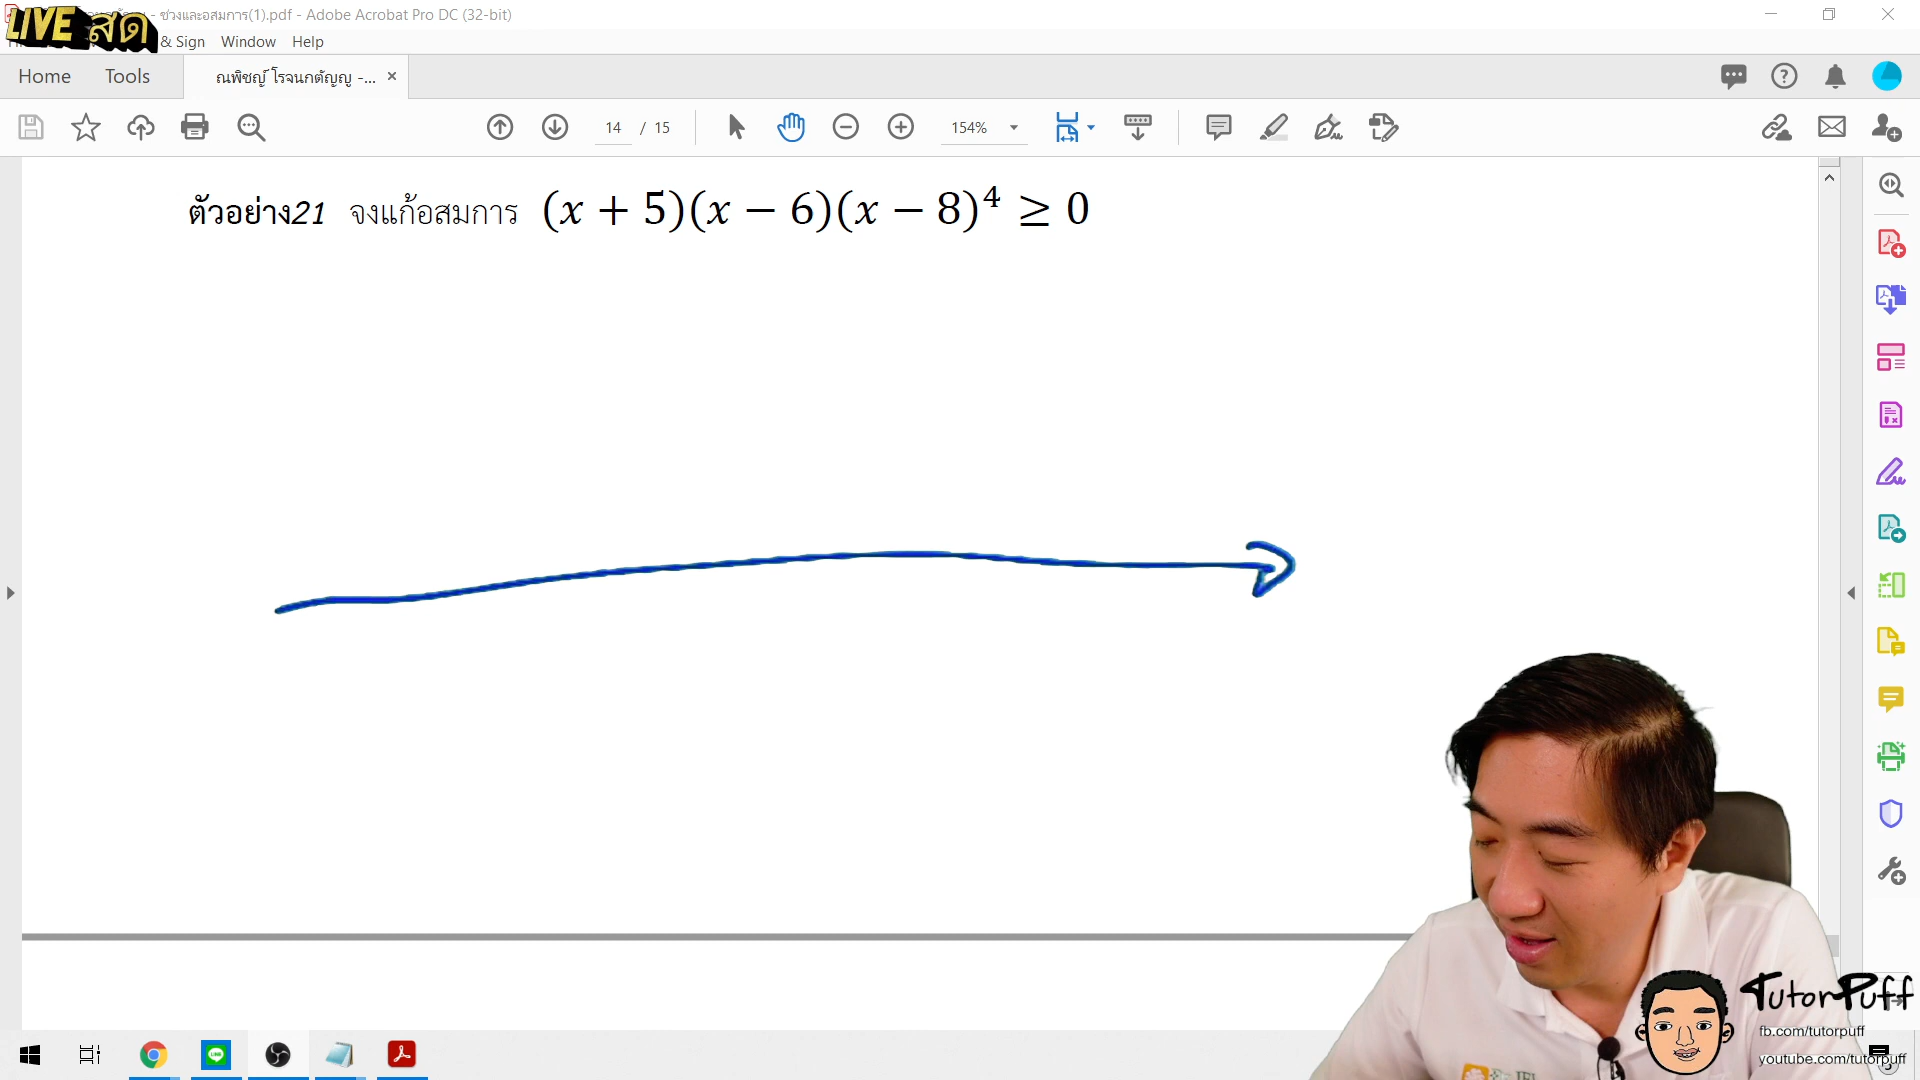 LIVE สด
- ช่วงและอสมการ(1).pdf - Adobe Acrobat Pro DC (32-bit)
& Sign Window Help
Home Tools ณพิชญ์ โรจนกตัญญู -... ×
14 / 15 154%
ตัวอย่าง21 จงแก้อสมการ (x + 5)(x − 6)(x − 8)⁴ ≥ 0
TutorPuff
fb.com/tutorpuff
youtube.com/tutorpuff
LINE